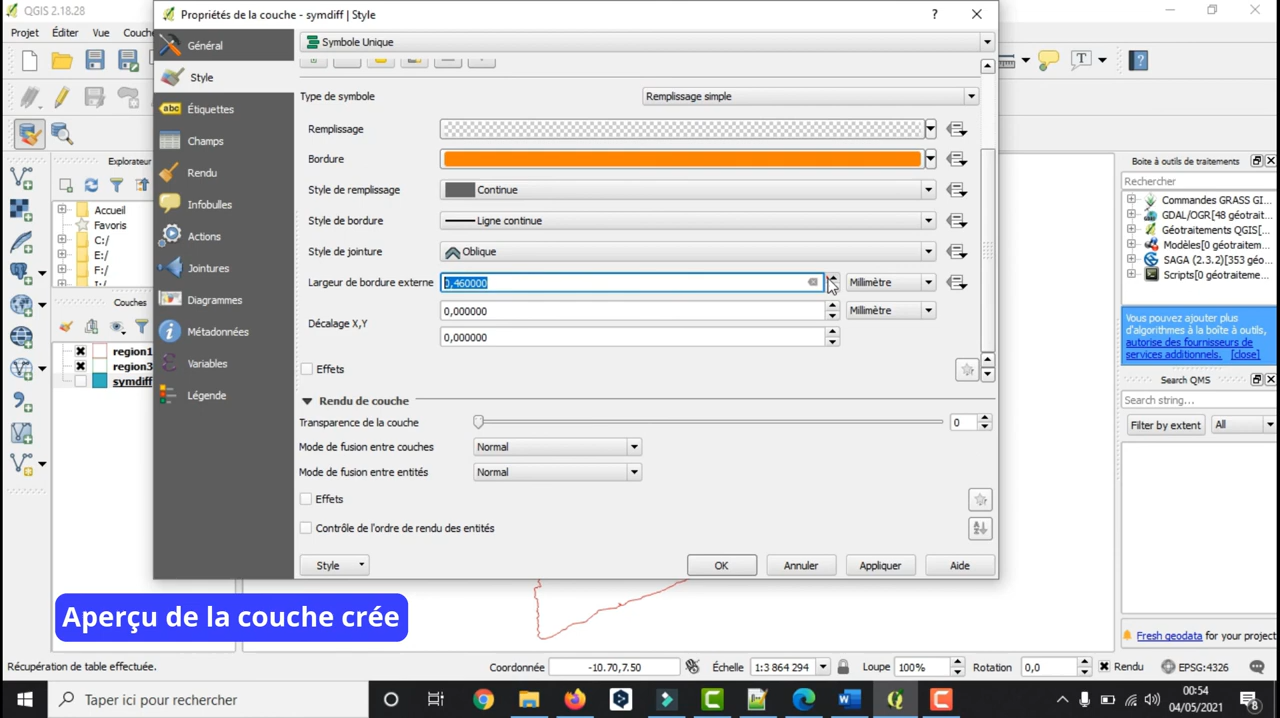 QGIS 2.18.28
Propriétés de la couche - symdiff | Style
?
Projet Éditer Vue Couch
Général
Symbole Unique
Style
T
?
Type de symbole
Remplissage simple
abc Étiquettes
Remplissage
Champs
Bordure
Rendu
Style de remplissage
Continue
Infobulles
Style de bordure
Ligne continue
Actions
Style de jointure
Oblique
Jointures
Largeur de bordure externe
0,460000
Millimètre
Diagrammes
Décalage X,Y
0,000000
Millimètre
0,000000
Métadonnées
Variables
Effets
Légende
Rendu de couche
Transparence de la couche
0
Mode de fusion entre couches
Normal
Mode de fusion entre entités
Normal
Effets
Contrôle de l'ordre de rendu des entités
Style
OK
Annuler
Appliquer
Aide
Explorateur
Accueil
Favoris
C:/
E:/
F:/
Couches
region1
region3
symdiff
Boite à outils de traitements
Rechercher
Commandes GRASS GI...
GDAL/OGR[48 géotrait...
Géotraitements QGIS[...
Modèles[0 géotraitem...
SAGA (2.3.2)[353 géo...
Scripts[0 géotraiteme...
Vous pouvez ajouter plus
d'algorithmes à la boîte à outils,
autorise des fournisseurs de
services additionnels. [close]
Search QMS
Search string...
Filter by extent
All
Fresh geodata for your project
Aperçu de la couche crée
Récupération de table effectuée.
Coordonnée
-10.70,7.50
Échelle
1:3 864 294
Loupe
100%
Rotation
0,0
Rendu
EPSG:4326
Taper ici pour rechercher
00:54
04/05/2021
8